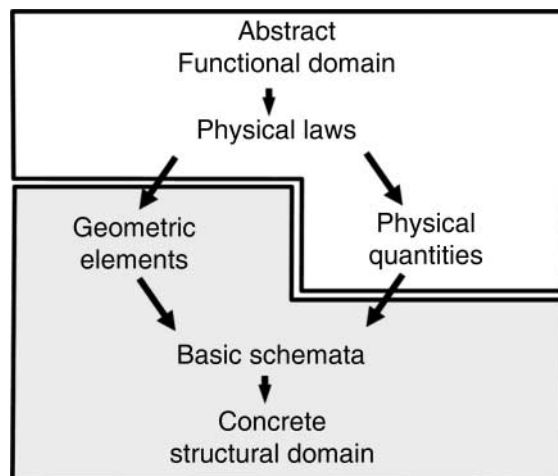 Abstract
Functional domain
Physical laws
Geometric
elements
Physical
quantities
Basic schemata
Concrete
structural domain